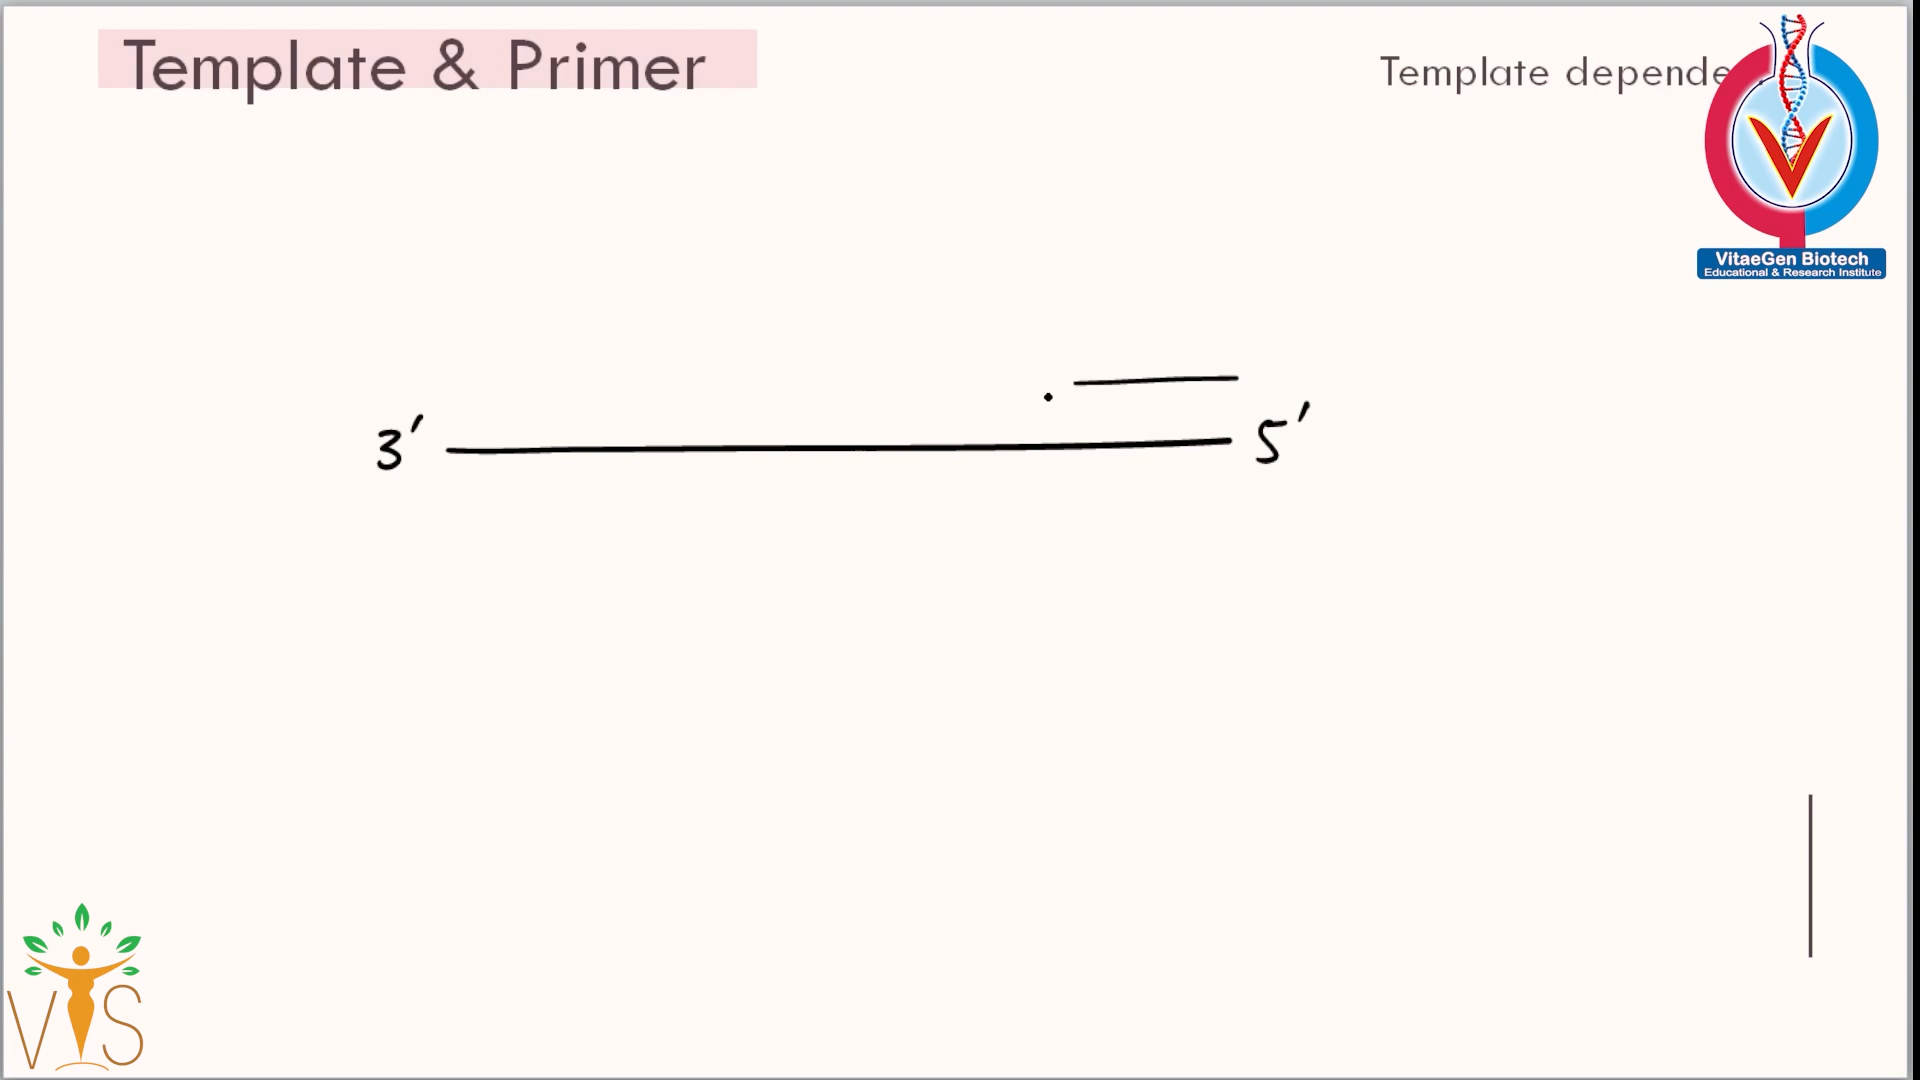 Template & Primer
Template depende
3′ 5′
VitaeGen Biotech
Educational & Research Institute
VIS